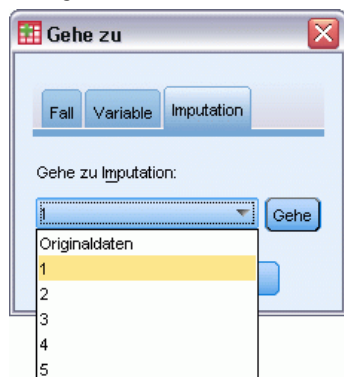 Gehe zu
Fall Variable Imputation
Gehe zu Imputation:
1 Gehe
Originaldaten
1
2
3
4
5